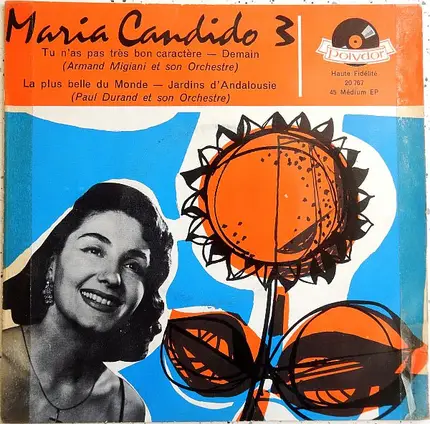 Maria Candido 3
Tu n'as pas très bon caractère — Demain
(Armand Migiani et son Orchestre)
La plus belle du Monde — Jardins d'Andalousie
(Paul Durand et son Orchestre)
Polydor
Haute Fidélité
20.767
45 Médium EP